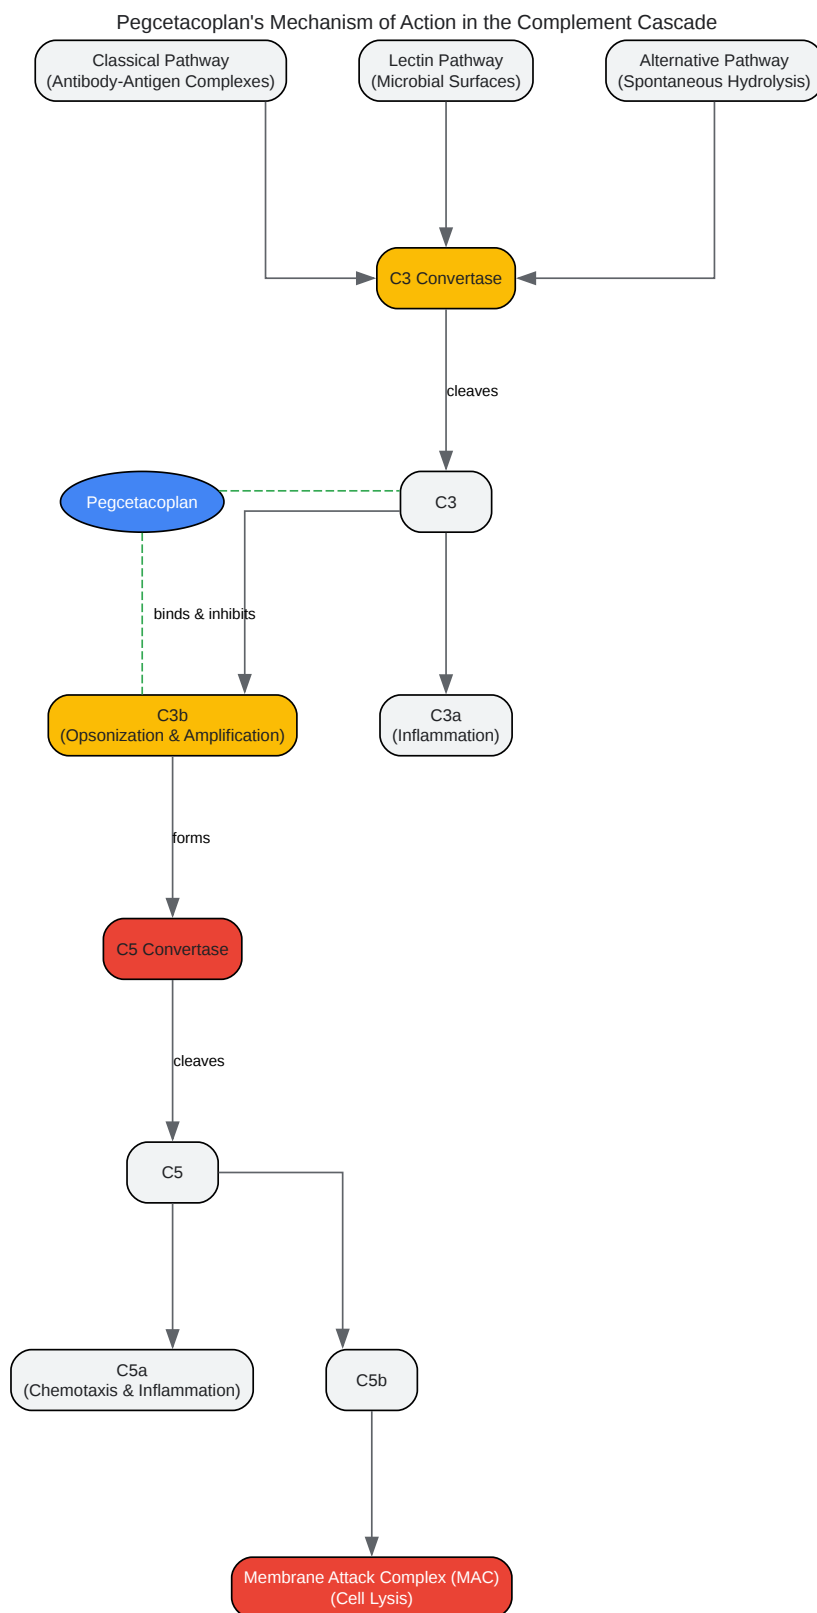 Pegcetacoplan's Mechanism of Action in the Complement Cascade
Classical Pathway
(Antibody-Antigen Complexes)
Lectin Pathway
(Microbial Surfaces)
Alternative Pathway
(Spontaneous Hydrolysis)
C3 Convertase
cleaves
Pegcetacoplan
C3
binds & inhibits
C3b
(Opsonization & Amplification)
C3a
(Inflammation)
forms
C5 Convertase
cleaves
C5
C5a
(Chemotaxis & Inflammation)
C5b
Membrane Attack Complex (MAC)
(Cell Lysis)